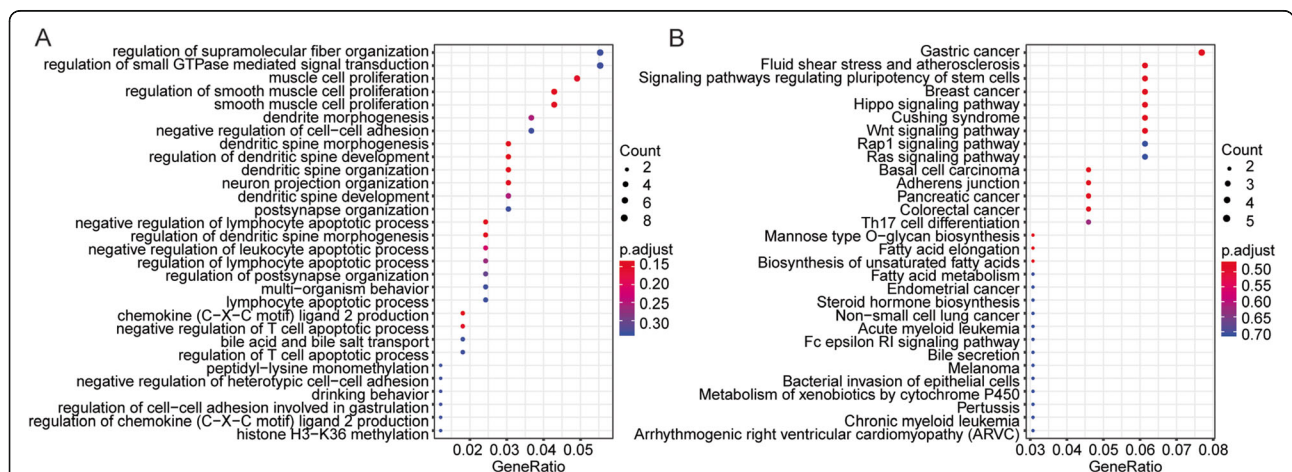 A
regulation of supramolecular fiber organization
regulation of small GTPase mediated signal transduction
muscle cell proliferation
regulation of smooth muscle cell proliferation
smooth muscle cell proliferation
dendrite morphogenesis
negative regulation of cell−cell adhesion
dendritic spine morphogenesis
regulation of dendritic spine development
dendritic spine organization
neuron projection organization
dendritic spine development
postsynapse organization
negative regulation of lymphocyte apoptotic process
regulation of dendritic spine morphogenesis
negative regulation of leukocyte apoptotic process
regulation of lymphocyte apoptotic process
regulation of postsynapse organization
multi−organism behavior
lymphocyte apoptotic process
chemokine (C−X−C motif) ligand 2 production
negative regulation of T cell apoptotic process
bile acid and bile salt transport
regulation of T cell apoptotic process
peptidyl−lysine monomethylation
negative regulation of heterotypic cell−cell adhesion
drinking behavior
regulation of cell−cell adhesion involved in gastrulation
regulation of chemokine (C−X−C motif) ligand 2 production
histone H3−K36 methylation
0.02 0.03 0.04 0.05
GeneRatio
Count
2
4
6
8
p.adjust
0.15
0.20
0.25
0.30
B
Gastric cancer
Fluid shear stress and atherosclerosis
Signaling pathways regulating pluripotency of stem cells
Breast cancer
Hippo signaling pathway
Cushing syndrome
Wnt signaling pathway
Rap1 signaling pathway
Ras signaling pathway
Basal cell carcinoma
Adherens junction
Pancreatic cancer
Colorectal cancer
Th17 cell differentiation
Mannose type O−glycan biosynthesis
Fatty acid elongation
Biosynthesis of unsaturated fatty acids
Fatty acid metabolism
Endometrial cancer
Steroid hormone biosynthesis
Non−small cell lung cancer
Acute myeloid leukemia
Fc epsilon RI signaling pathway
Bile secretion
Melanoma
Bacterial invasion of epithelial cells
Metabolism of xenobiotics by cytochrome P450
Pertussis
Chronic myeloid leukemia
Arrhythmogenic right ventricular cardiomyopathy (ARVC)
0.03 0.04 0.05 0.06 0.07 0.08
GeneRatio
Count
2
3
4
5
p.adjust
0.50
0.55
0.60
0.65
0.70